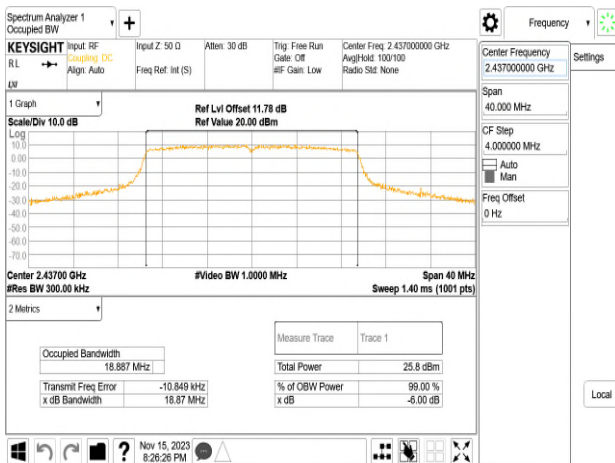 Spectrum Analyzer 1
Occupied BW
Frequency
KEYSIGHT
RL
Input: RF
Coupling: DC
Align: Auto
Input Z: 50 Ω
Freq Ref: Int (S)
Atten: 30 dB
Trig: Free Run
Gate: Off
#IF Gain: Low
Center Freq: 2.437000000 GHz
Avg|Hold: 100/100
Radio Std: None
Center Frequency
2.437000000 GHz
Settings
Span
40.000 MHz
CF Step
4.000000 MHz
Auto
Man
Freq Offset
0 Hz
Local
1 Graph
Scale/Div 10.0 dB
Ref Lvl Offset 11.78 dB
Ref Value 20.00 dBm
Log
10.0
0.00
-10.0
-20.0
-30.0
-40.0
-50.0
-60.0
-70.0
Center 2.43700 GHz
#Video BW 1.0000 MHz
Span 40 MHz
#Res BW 300.00 kHz
Sweep 1.40 ms (1001 pts)
2 Metrics
Measure Trace
Trace 1
Occupied Bandwidth
18.887 MHz
Total Power
25.8 dBm
Transmit Freq Error
-10.849 kHz
% of OBW Power
99.00 %
x dB Bandwidth
18.87 MHz
x dB
-6.00 dB
Nov 15, 2023
8:26:26 PM